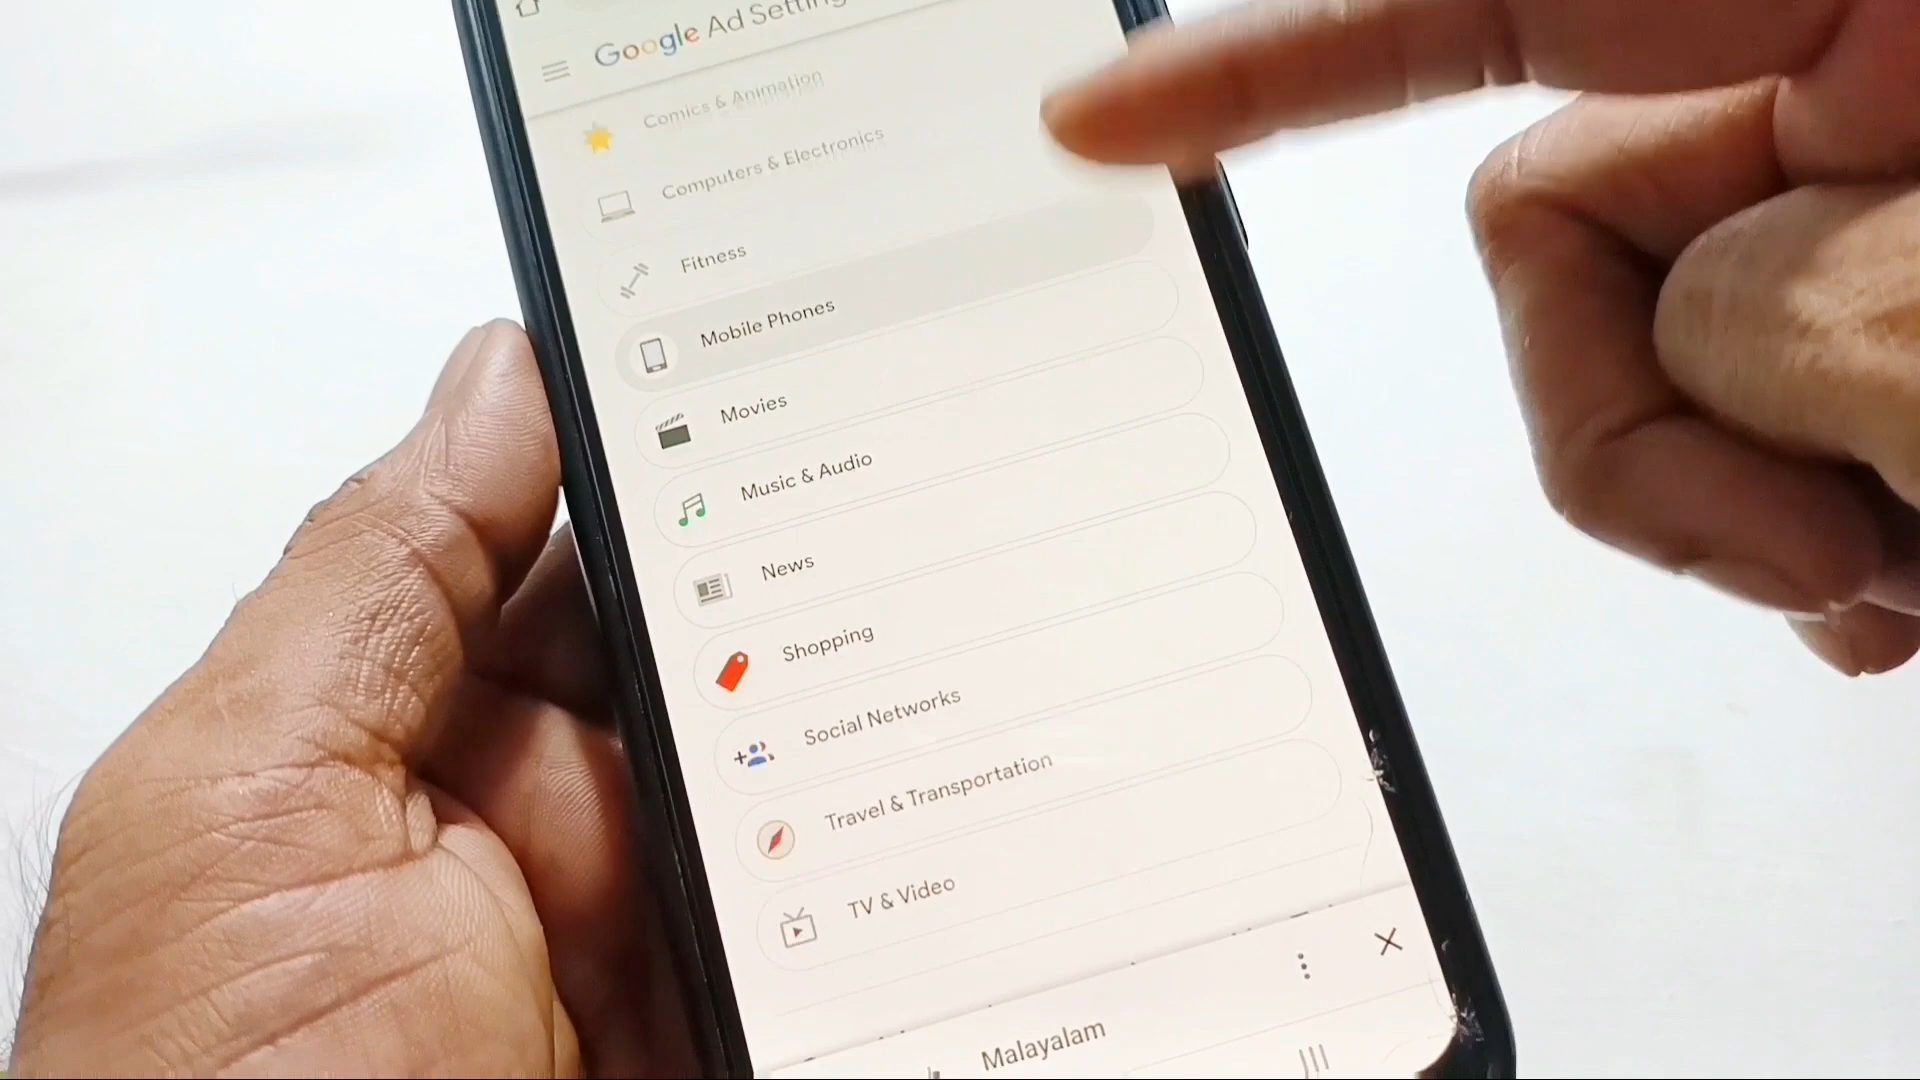 Google Ad Settin
Comics & Animation
Computers & Electronics
Fitness
Mobile Phones
Movies
Music & Audio
News
Shopping
Social Networks
Travel & Transportation
TV & Video
Malayalam